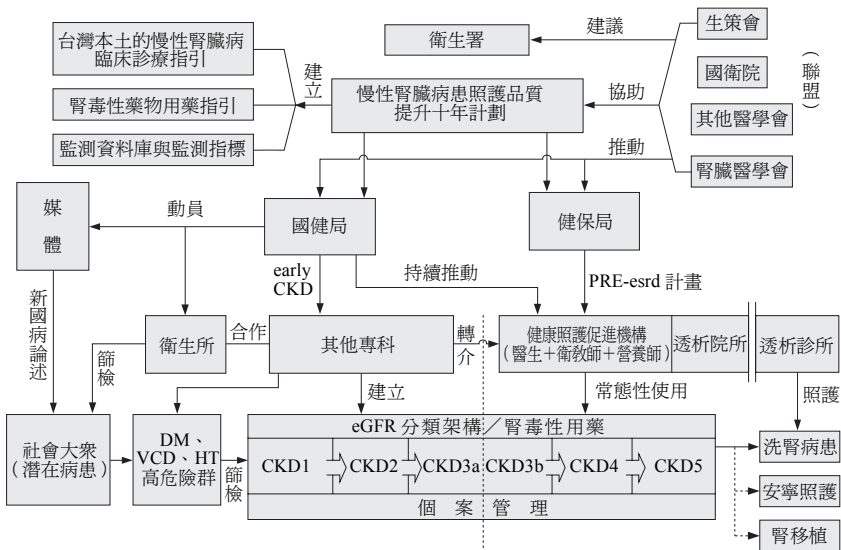 台灣本土的慢性腎臟病
臨床診療指引
腎毒性藥物用藥指引
監測資料庫與監測指標
建立
衛生署
建議
慢性腎臟病患照護品質
提升十年計劃
協助
推動
生策會
國衛院
其他醫學會
腎臟醫學會
（聯盟）
媒體
動員
國健局
健保局
early
CKD
持續推動
PRE-esrd 計畫
新國病論述
篩檢
衛生所
合作
其他專科
轉介
健康照護促進機構
（醫生＋衛教師＋營養師）
透析院所
透析診所
建立
常態性使用
照護
社會大衆
（潛在病患）
DM、
VCD、HT
高危險群
篩檢
eGFR 分類架構／腎毒性用藥
CKD1
CKD2
CKD3a
CKD3b
CKD4
CKD5
個案管理
洗腎病患
安寧照護
腎移植